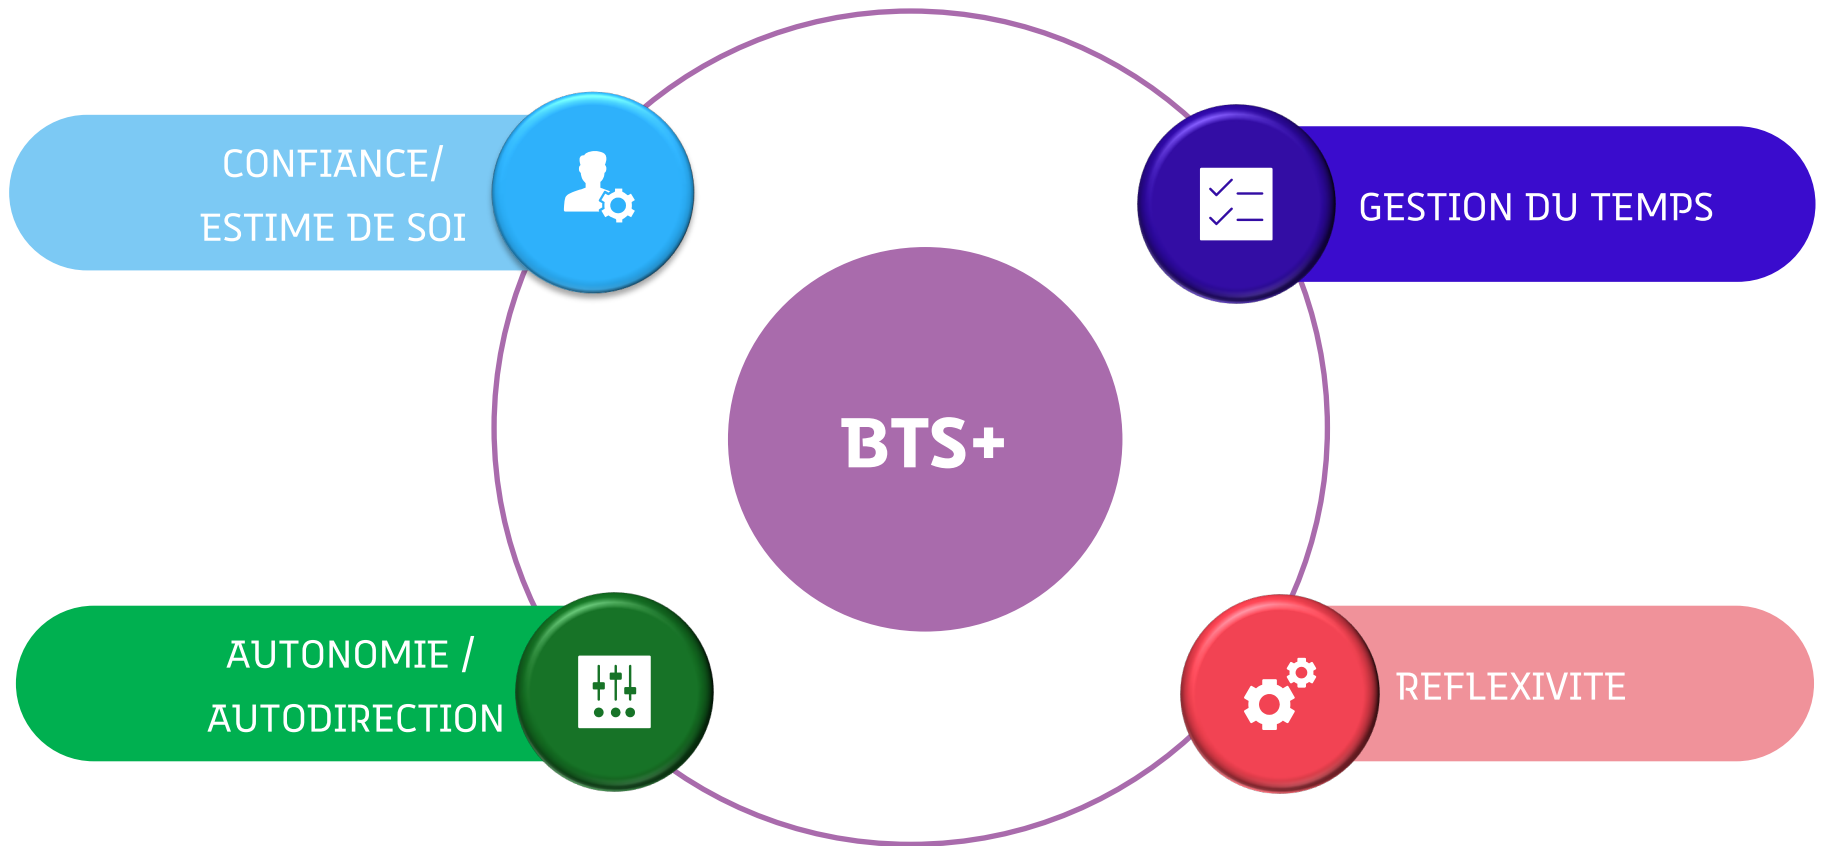 CONFIANCE/
ESTIME DE SOI
GESTION DU TEMPS
BTS+
AUTONOMIE /
AUTODIRECTION
REFLEXIVITE